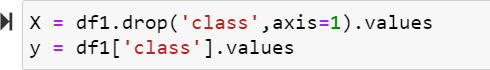 X = df1.drop('class',axis=1).values
y = df1['class'].values